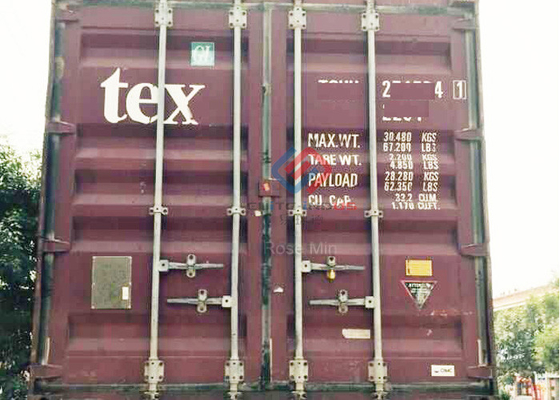 GL
tex
4 1
MAX.WT. 30.480 KGS
67.200 LBS
TARE WT. 2.200 KGS
4.850 LBS
PAYLOAD 28.280 KGS
62.350 LBS
CU. CAP. 33.2 CU.M.
1.170 CU.FT.
Rose Min